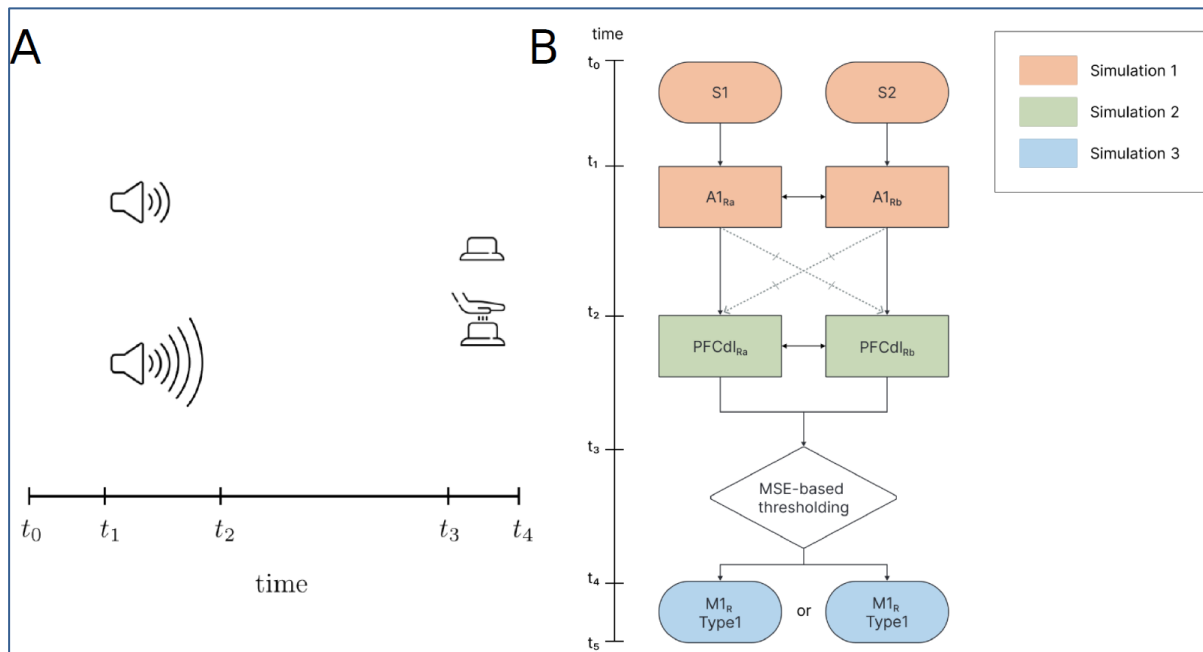 A
t0
t1
t2
t3
t4
time
B
time
t0
t1
t2
t3
t4
t5
S1
S2
A1Ra
A1Rb
PFCdlRa
PFCdlRb
MSE-based
thresholding
M1R
Type1
or
M1R
Type1
Simulation 1
Simulation 2
Simulation 3